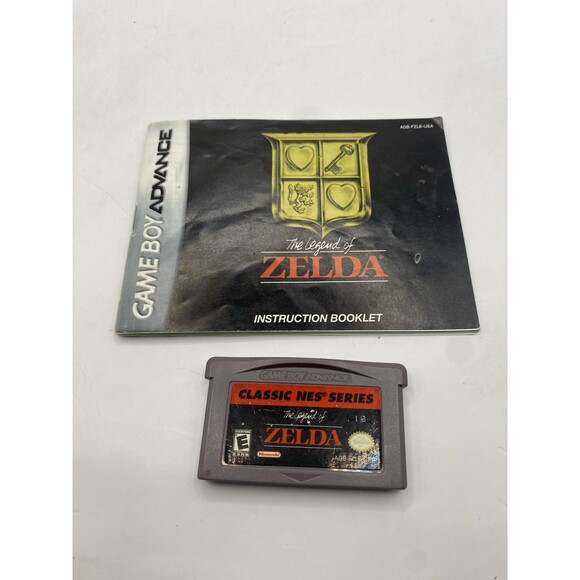 AGB-FZLE-USA
GAME BOY ADVANCE
The Legend of
ZELDA
INSTRUCTION BOOKLET
GAME BOY ADVANCE
CLASSIC NES® SERIES
The Legend of
ZELDA
E
Nintendo